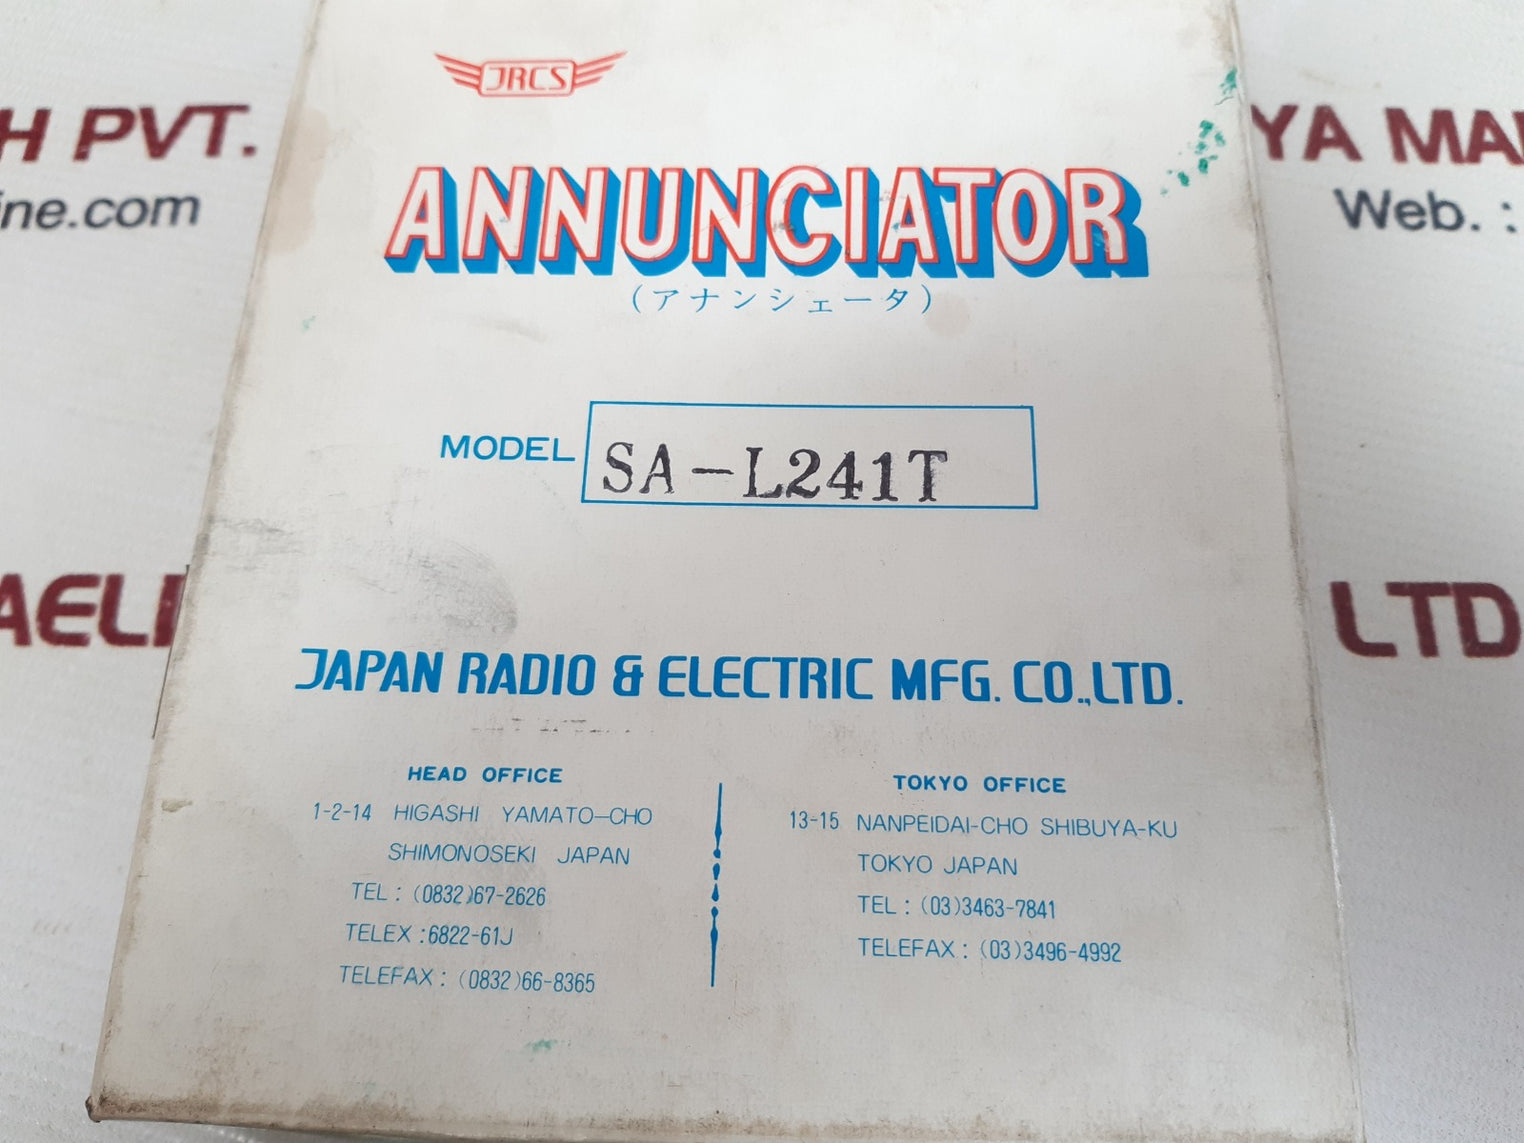 JRCS
H PVT.
ine.com
YA MA
Web. :
ANNUNCIATOR
(アナンシェータ)
MODEL SA-L241T
AELI
LTD
JAPAN RADIO & ELECTRIC MFG. CO.,LTD.
HEAD OFFICE
1-2-14 HIGASHI YAMATO-CHO
SHIMONOSEKI JAPAN
TEL : (0832)67-2626
TELEX :6822-61J
TELEFAX : (0832)66-8365
TOKYO OFFICE
13-15 NANPEIDAI-CHO SHIBUYA-KU
TOKYO JAPAN
TEL : (03)3463-7841
TELEFAX : (03)3496-4992